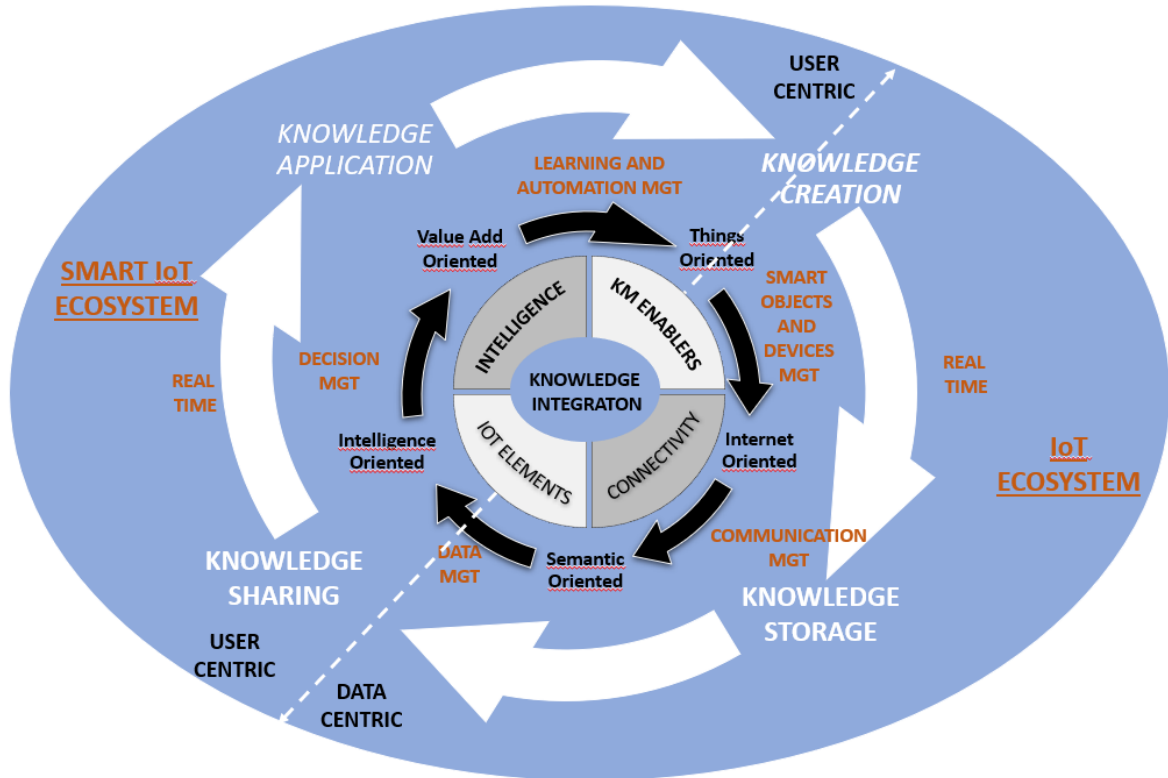 USER
CENTRIC
KNOWLEDGE
APPLICATION
KNOWLEDGE
CREATION
LEARNING AND
AUTOMATION MGT
Value Add
Oriented
Things
Oriented
SMART IoT
ECOSYSTEM
SMART
OBJECTS
AND
DEVICES
MGT
INTELLIGENCE
KM ENABLERS
DECISION
MGT
REAL
TIME
KNOWLEDGE
INTEGRATON
REAL
TIME
Intelligence
Oriented
IOT ELEMENTS
CONNECTIVITY
Internet
Oriented
IoT
ECOSYSTEM
COMMUNICATION
MGT
DATA
MGT
Semantic
Oriented
KNOWLEDGE
SHARING
KNOWLEDGE
STORAGE
USER
CENTRIC
DATA
CENTRIC